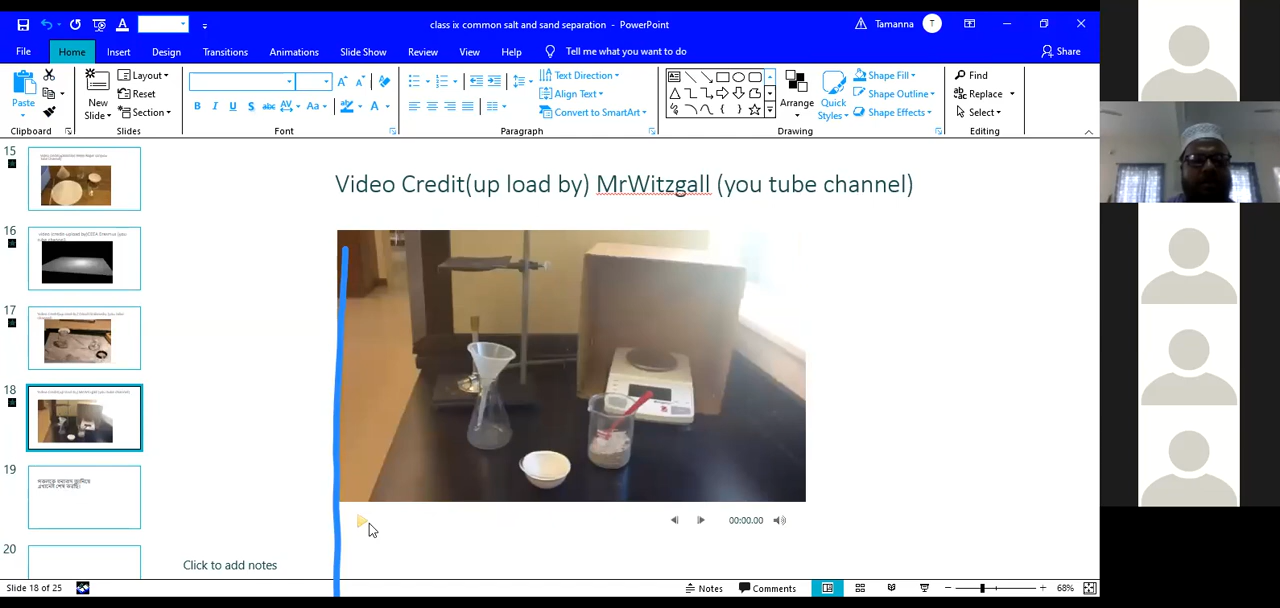 class ix common salt and sand separation - PowerPoint
Tamanna
T
File Home Insert Design Transitions Animations Slide Show Review View Help Tell me what you want to do
Share
Paste
New
Slide
Layout
Reset
Section
B I U S abc AV Aa A
Text Direction
Align Text
Convert to SmartArt
Arrange
Quick
Styles
Shape Fill
Shape Outline
Shape Effects
Find
Replace
Select
Clipboard Slides Font Paragraph Drawing Editing
15
16
17
18
19
20
Video Credit(up load by) MrWitzgall (you tube channel)
00:00.00
Click to add notes
Slide 18 of 25
Notes Comments
68%